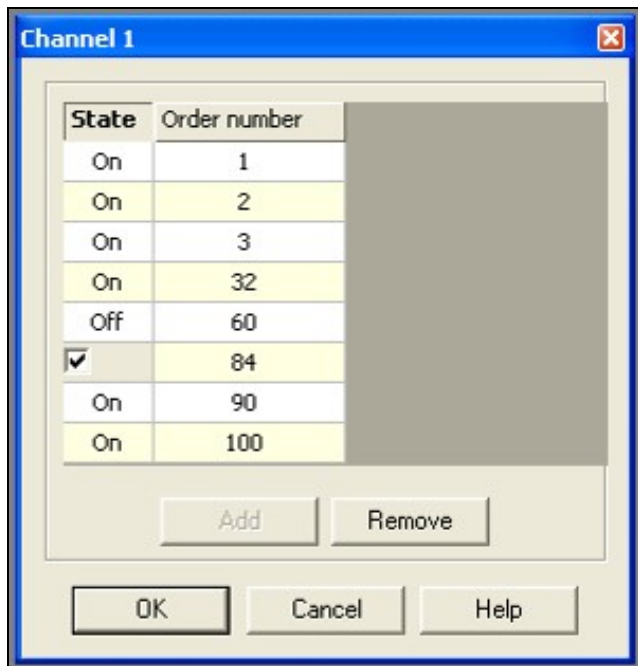 Channel 1
State Order number
On 1
On 2
On 3
On 32
Off 60
84
On 90
On 100
Add Remove
OK Cancel Help